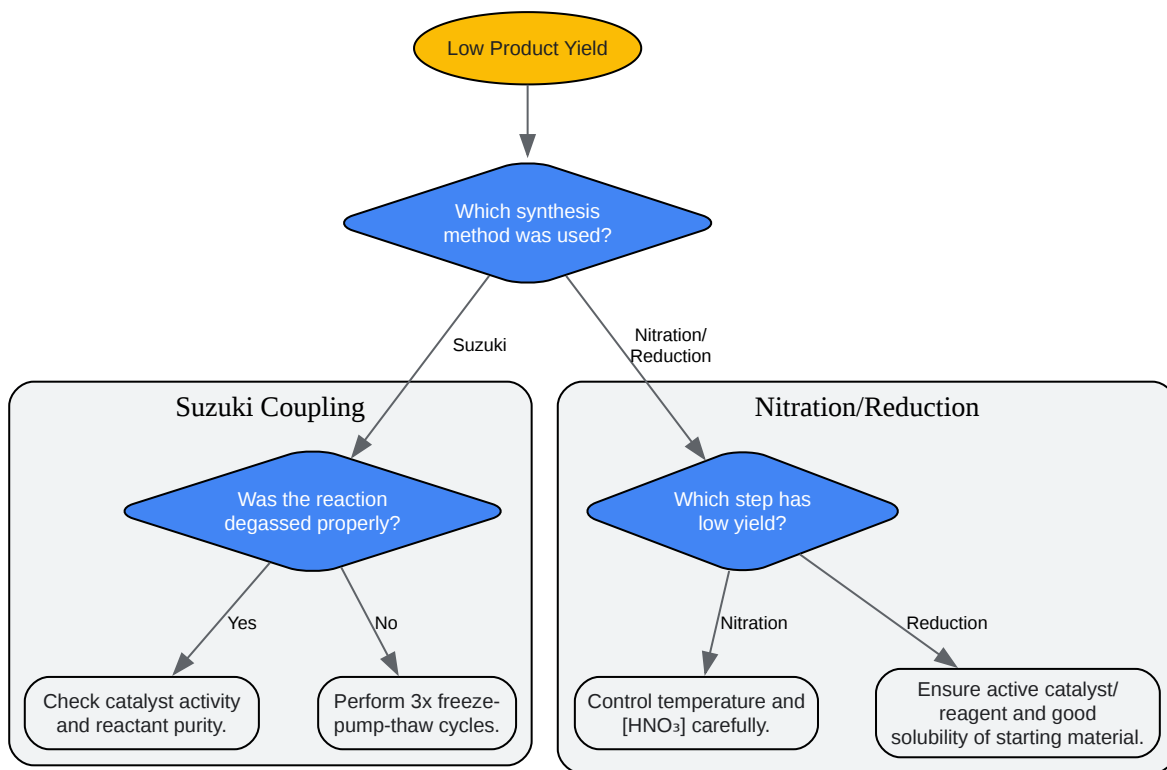 Low Product Yield
Which synthesis
method was used?
Suzuki
Nitration/
Reduction
Suzuki Coupling
Nitration/Reduction
Was the reaction
degassed properly?
Which step has
low yield?
Yes
No
Nitration
Reduction
Check catalyst activity
and reactant purity.
Perform 3x freeze-
pump-thaw cycles.
Control temperature and
[HNO₃] carefully.
Ensure active catalyst/
reagent and good
solubility of starting material.